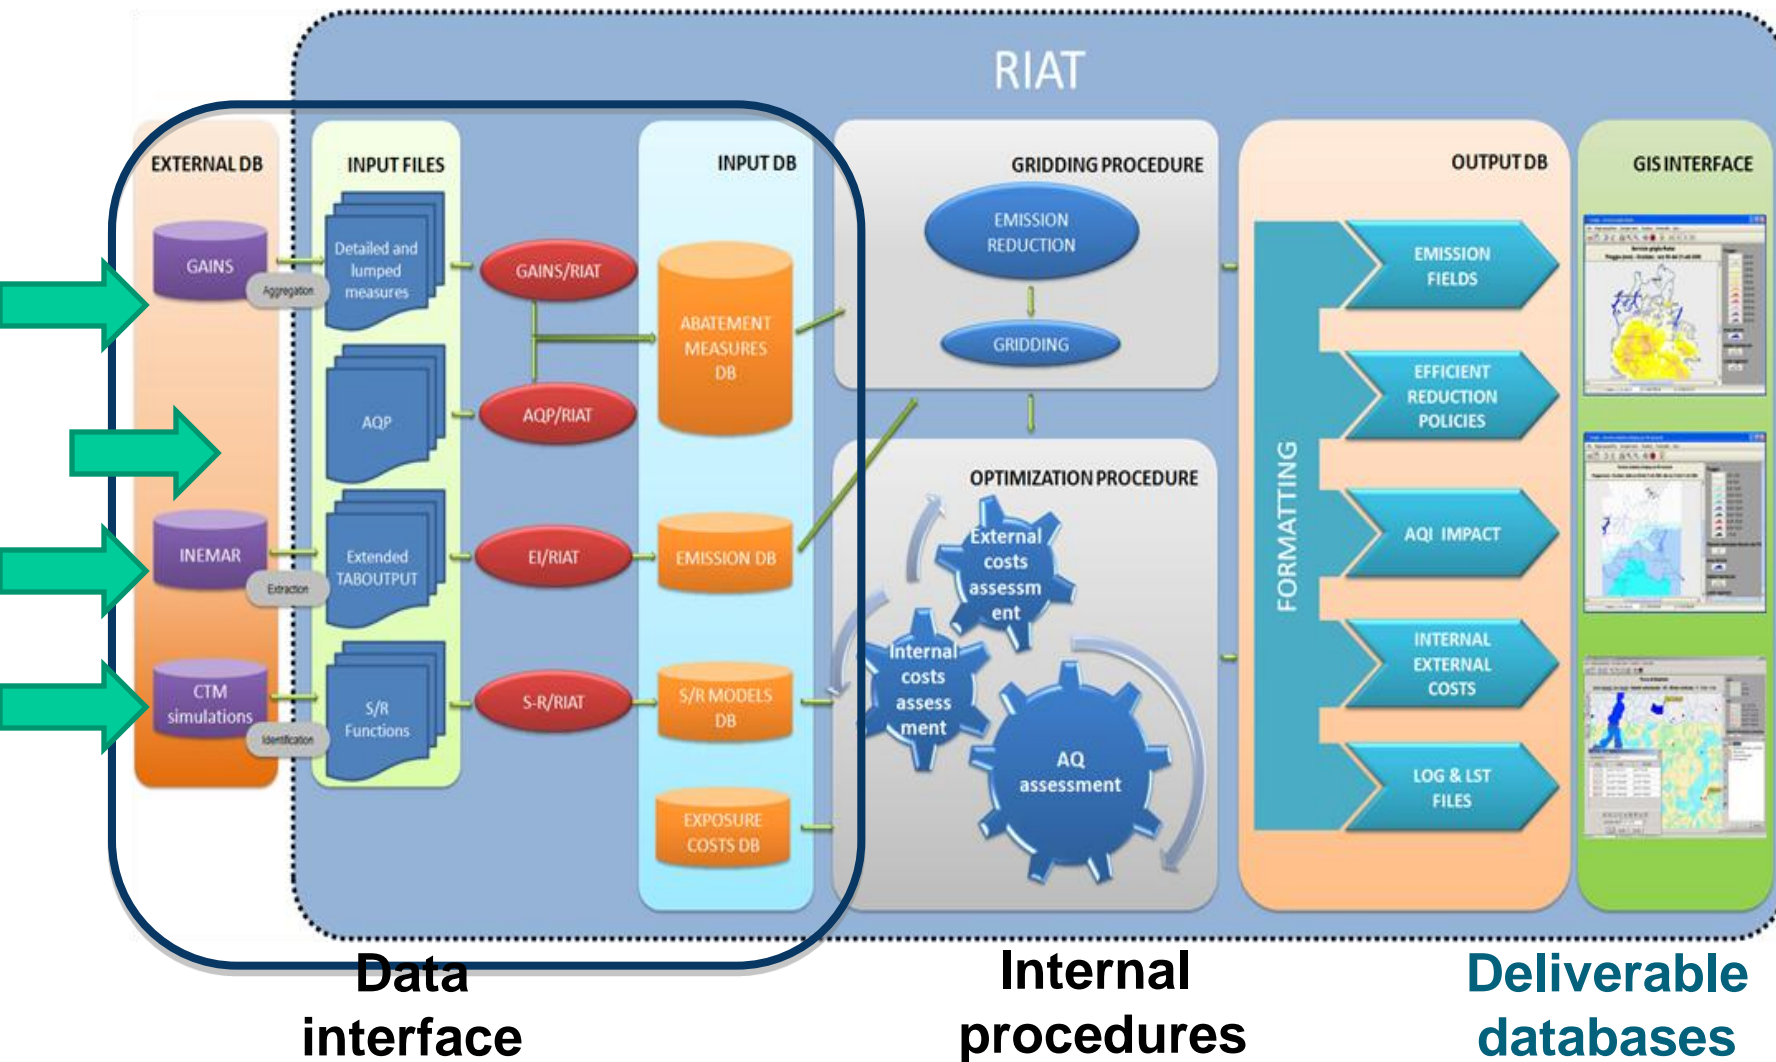 RIAT
EXTERNAL DB
INPUT FILES
INPUT DB
GRIDDING PROCEDURE
OUTPUT DB
GIS INTERFACE
GAINS
Aggregation
Detailed and
lumped
measures
GAINS/RIAT
AQP
AQP/RIAT
ABATEMENT
MEASURES
DB
INEMAR
Extraction
Extended
TABOUTPUT
EI/RIAT
EMISSION DB
CTM
simulations
Identification
S/R
Functions
S-R/RIAT
S/R MODELS
DB
EXPOSURE
COSTS DB
EMISSION
REDUCTION
GRIDDING
OPTIMIZATION PROCEDURE
External
costs
assessm
ent
Internal
costs
assess
ment
AQ
assessment
FORMATTING
EMISSION
FIELDS
EFFICIENT
REDUCTION
POLICIES
AQI IMPACT
INTERNAL
EXTERNAL
COSTS
LOG & LST
FILES
Data
interface
Internal
procedures
Deliverable
databases